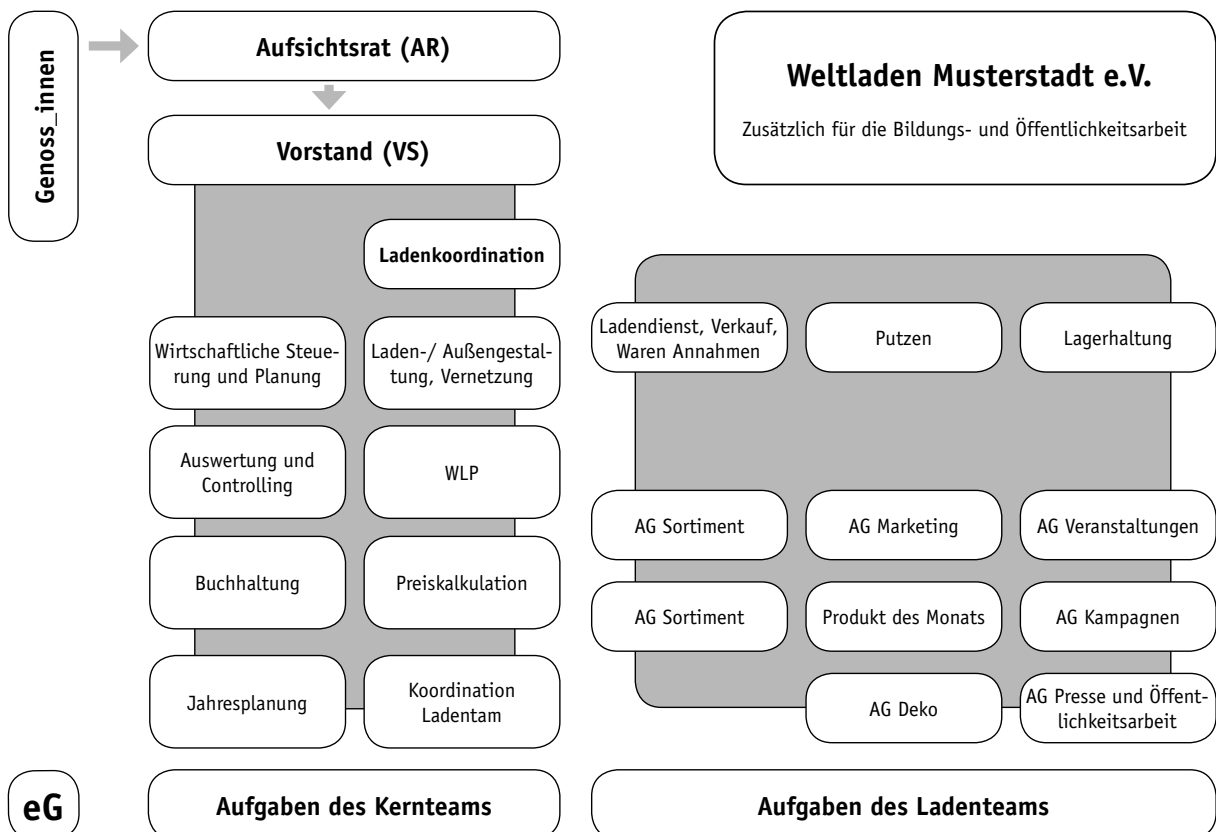 Genoss_innen
Aufsichtsrat (AR)
Vorstand (VS)
Weltladen Musterstadt e.V.
Zusätzlich für die Bildungs- und Öffentlichkeitsarbeit
Ladenkoordination
Wirtschaftliche Steue-
rung und Planung
Laden-/ Außengestal-
tung, Vernetzung
Auswertung und
Controlling
WLP
Buchhaltung
Preiskalkulation
Jahresplanung
Koordination
Ladentam
Ladendienst, Verkauf,
Waren Annahmen
Putzen
Lagerhaltung
AG Sortiment
AG Marketing
AG Veranstaltungen
AG Sortiment
Produkt des Monats
AG Kampagnen
AG Deko
AG Presse und Öffent-
lichkeitsarbeit
eG
Aufgaben des Kernteams
Aufgaben des Ladenteams